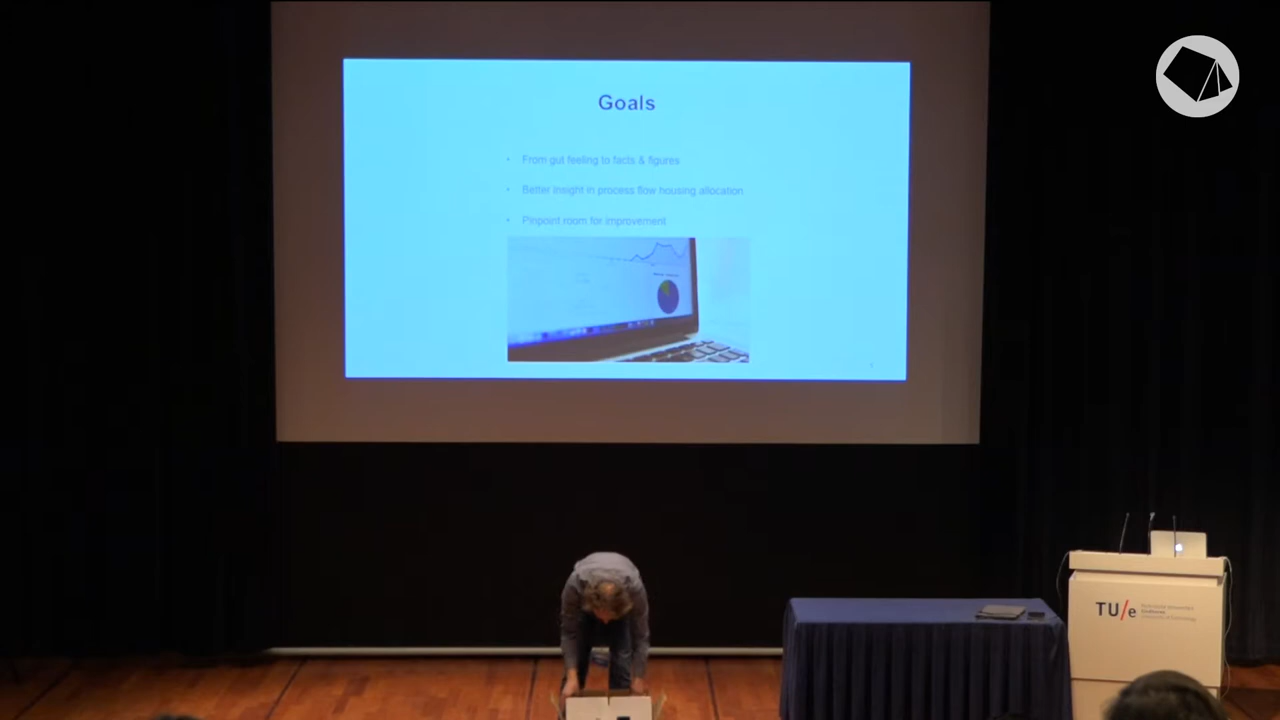 Goals
• From gut feeling to facts & figures
• Better insight in process flow housing allocation
• Pinpoint room for improvement
TU/e